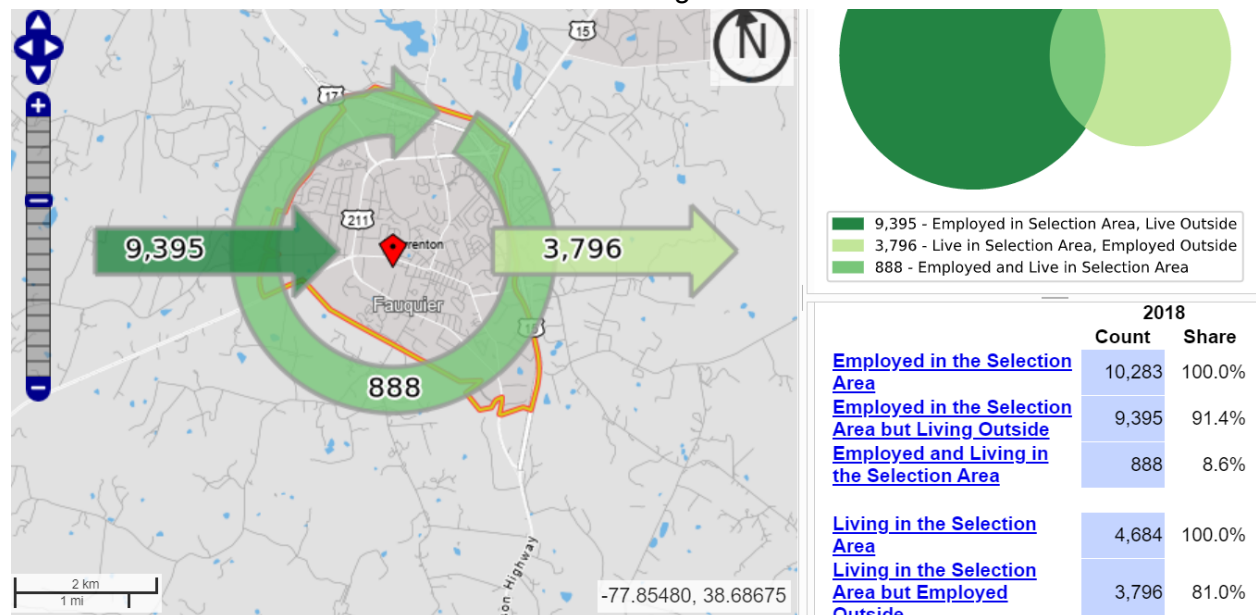 15
N
17
211
9,395
renton
3,796
Fauquier
15
888
on Highway
2 km
1 mi
-77.85480, 38.68675
9,395 - Employed in Selection Area, Live Outside
3,796 - Live in Selection Area, Employed Outside
888 - Employed and Live in Selection Area
2018
Count Share
Employed in the Selection
Area 10,283 100.0%
Employed in the Selection
Area but Living Outside 9,395 91.4%
Employed and Living in
the Selection Area 888 8.6%
Living in the Selection
Area 4,684 100.0%
Living in the Selection
Area but Employed 3,796 81.0%
Outside